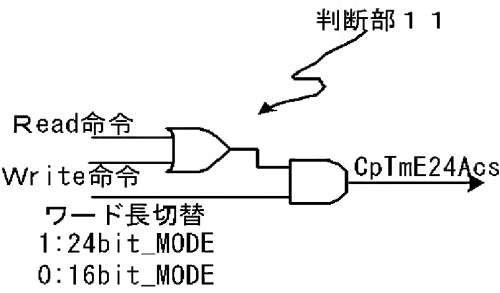 判断部１１
Read命令
Write命令
CpTmE24Acs
ワード長切替
1:24bit_MODE
0:16bit_MODE